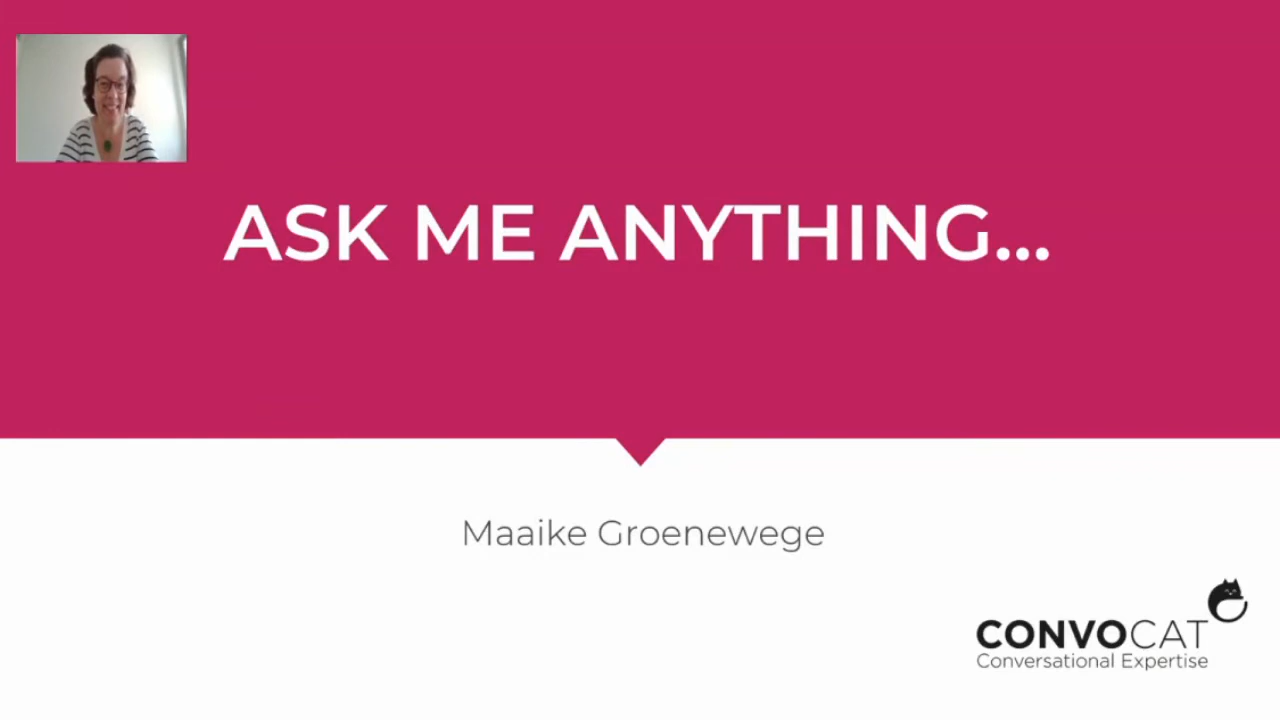 ASK ME ANYTHING...
Maaike Groenewege
CONVOCAT
Conversational Expertise